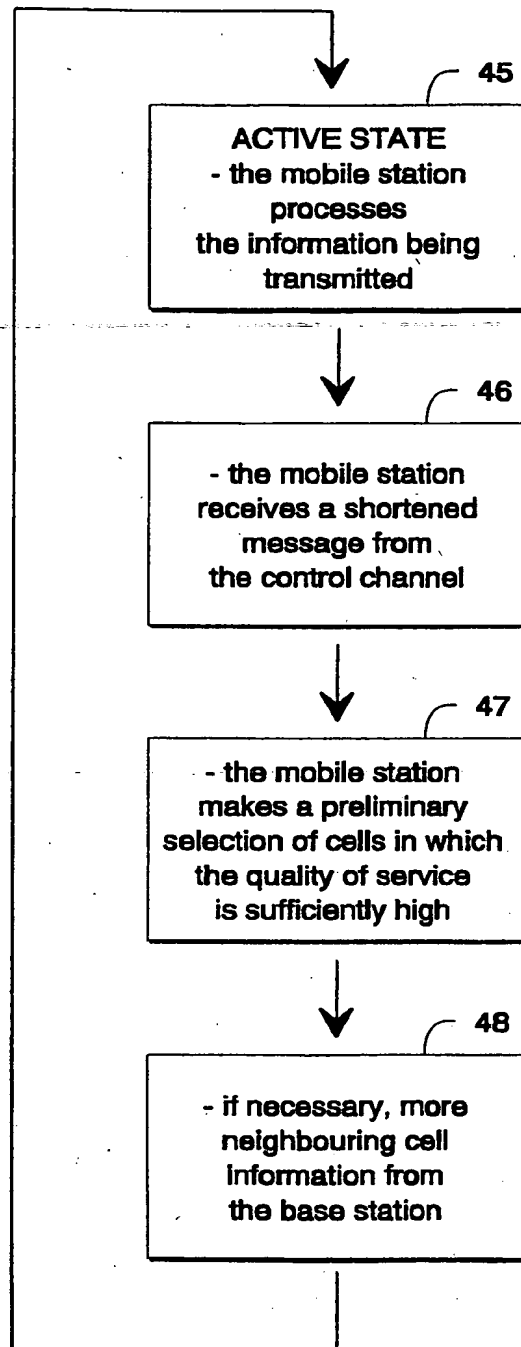 45
ACTIVE STATE
- the mobile station
processes
the information being
transmitted
46
- the mobile station
receives a shortened
message from
the control channel
47
- the mobile station
makes a preliminary
selection of cells in which
the quality of service
is sufficiently high
48
- if necessary, more
neighbouring cell
information from
the base station